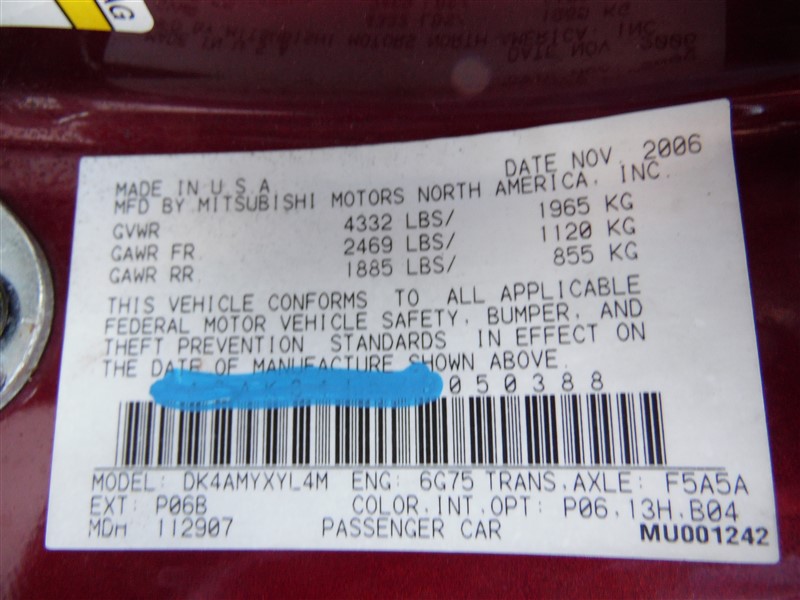 AG
DATE NOV. 2006
MADE IN U.S.A
MFD BY MITSUBISHI MOTORS NORTH AMERICA, INC.
GVWR 4332 LBS/ 1965 KG
GAWR FR 2469 LBS/ 1120 KG
GAWR RR 1885 LBS/ 855 KG
THIS VEHICLE CONFORMS TO ALL APPLICABLE
FEDERAL MOTOR VEHICLE SAFETY, BUMPER, AND
THEFT PREVENTION STANDARDS IN EFFECT ON
THE DATE OF MANUFACTURE SHOWN ABOVE.
050388
MODEL: DK4AMYXYL4M ENG: 6G75 TRANS.AXLE: F5A5A
EXT: P06B COLOR.INT.OPT: P06.13H.B04
MDH 112907 PASSENGER CAR MU001242